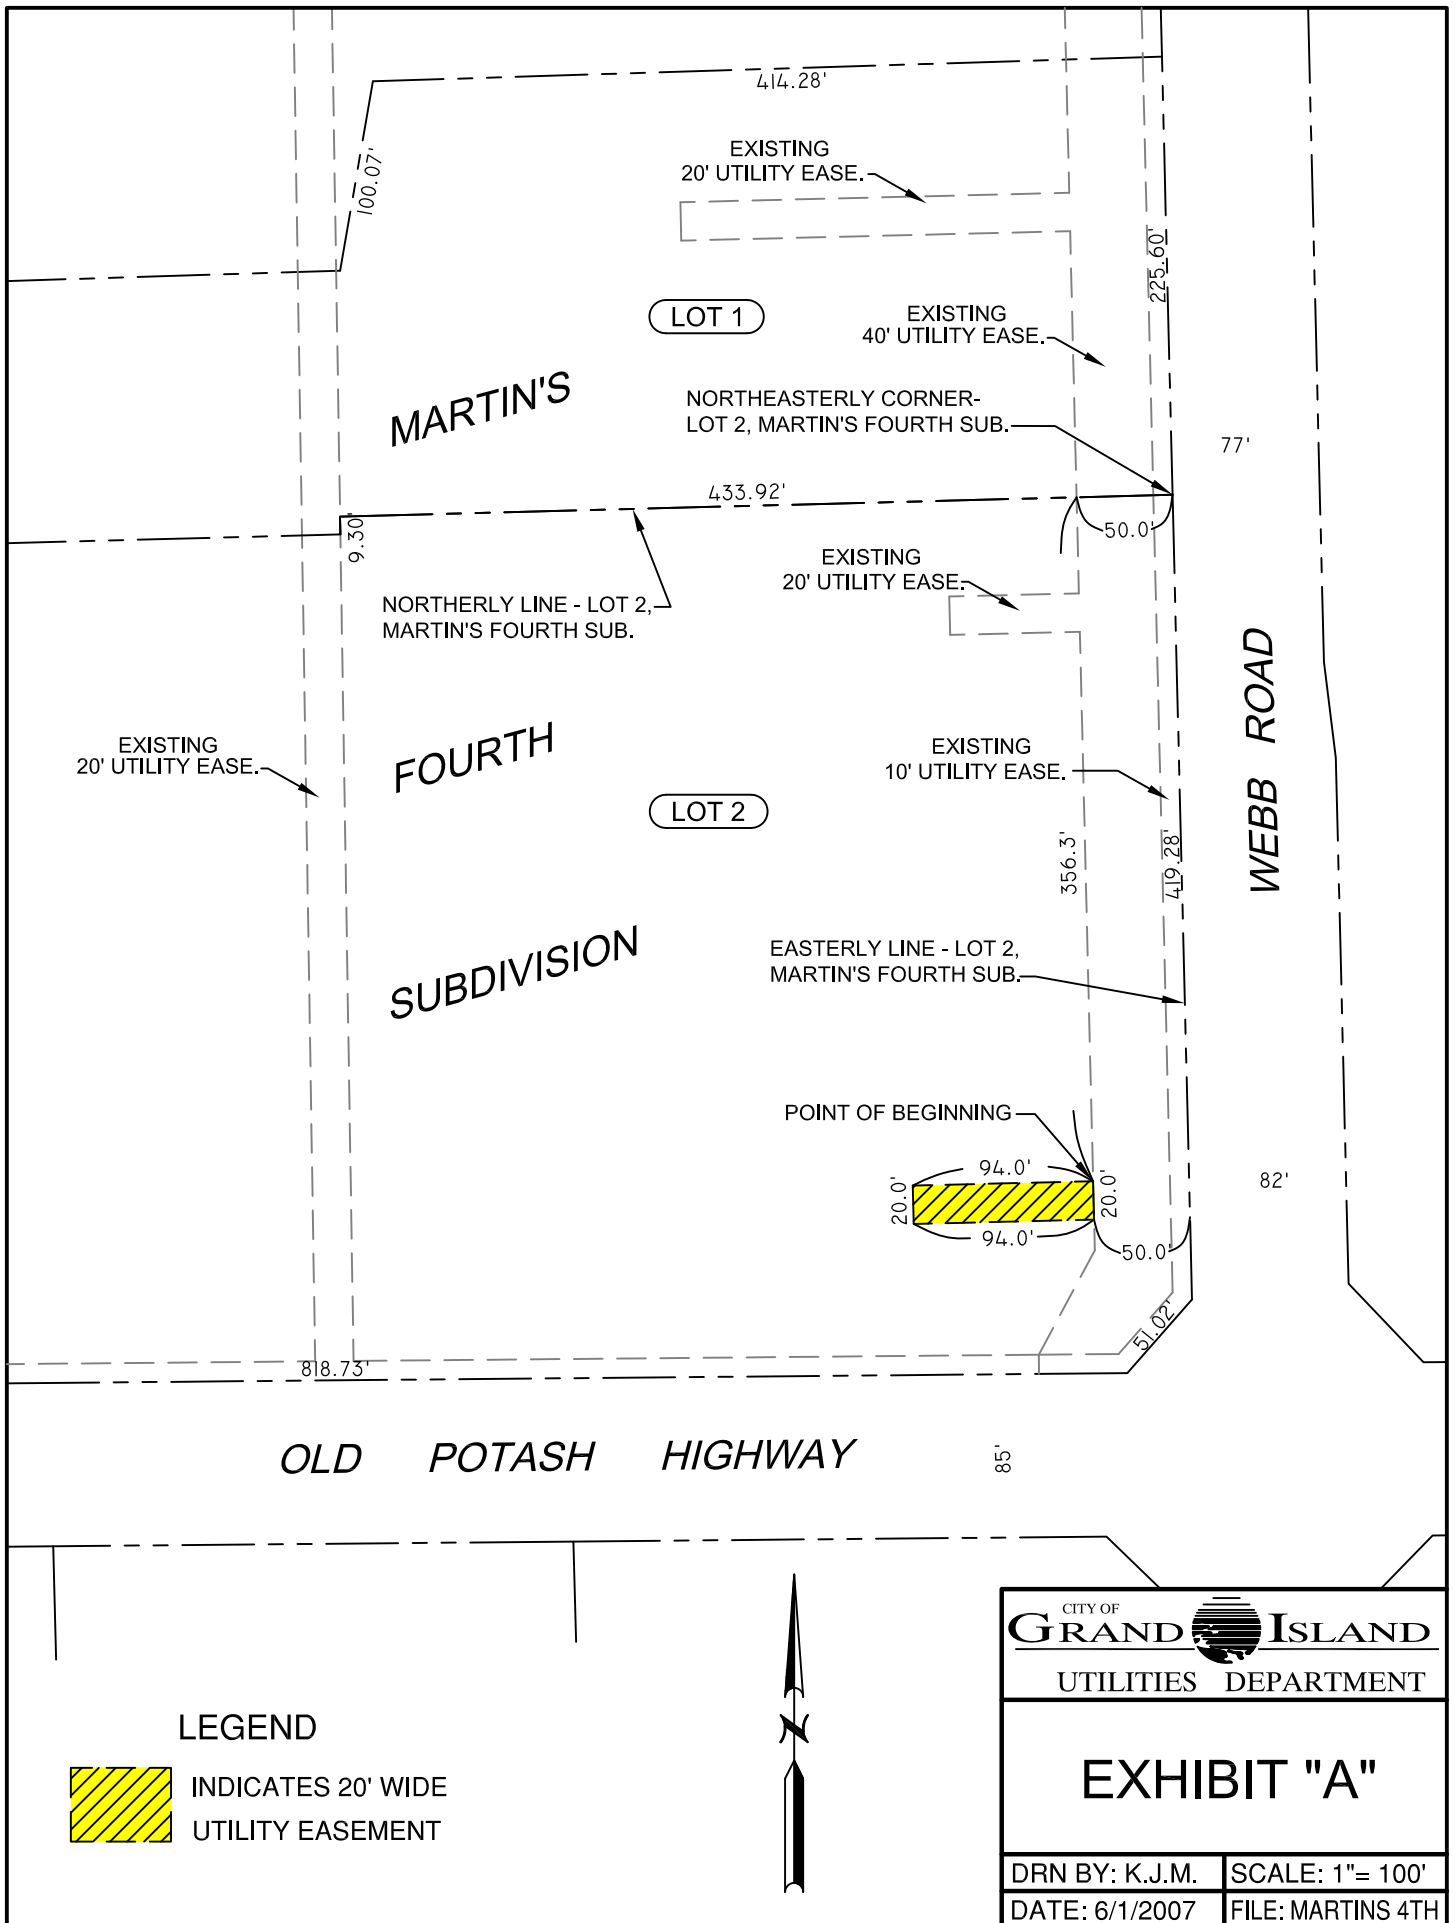 414.28'
100.07'
EXISTING
20' UTILITY EASE.
225.60'
LOT 1
EXISTING
40' UTILITY EASE.
MARTIN'S
NORTHEASTERLY CORNER-
LOT 2, MARTIN'S FOURTH SUB.
77'
433.92'
9.30'
50.0'
EXISTING
20' UTILITY EASE.
NORTHERLY LINE - LOT 2,
MARTIN'S FOURTH SUB.
WEBB ROAD
FOURTH
EXISTING
20' UTILITY EASE.
EXISTING
10' UTILITY EASE.
LOT 2
356.3'
419.28'
SUBDIVISION
EASTERLY LINE - LOT 2,
MARTIN'S FOURTH SUB.
POINT OF BEGINNING
94.0'
20.0'
20.0'
82'
94.0'
50.0'
51.02'
818.73'
OLD POTASH HIGHWAY
85'
N
LEGEND
INDICATES 20' WIDE
UTILITY EASEMENT
CITY OF
GRAND ISLAND
UTILITIES DEPARTMENT
EXHIBIT "A"
DRN BY: K.J.M.
SCALE: 1"= 100'
DATE: 6/1/2007
FILE: MARTINS 4TH